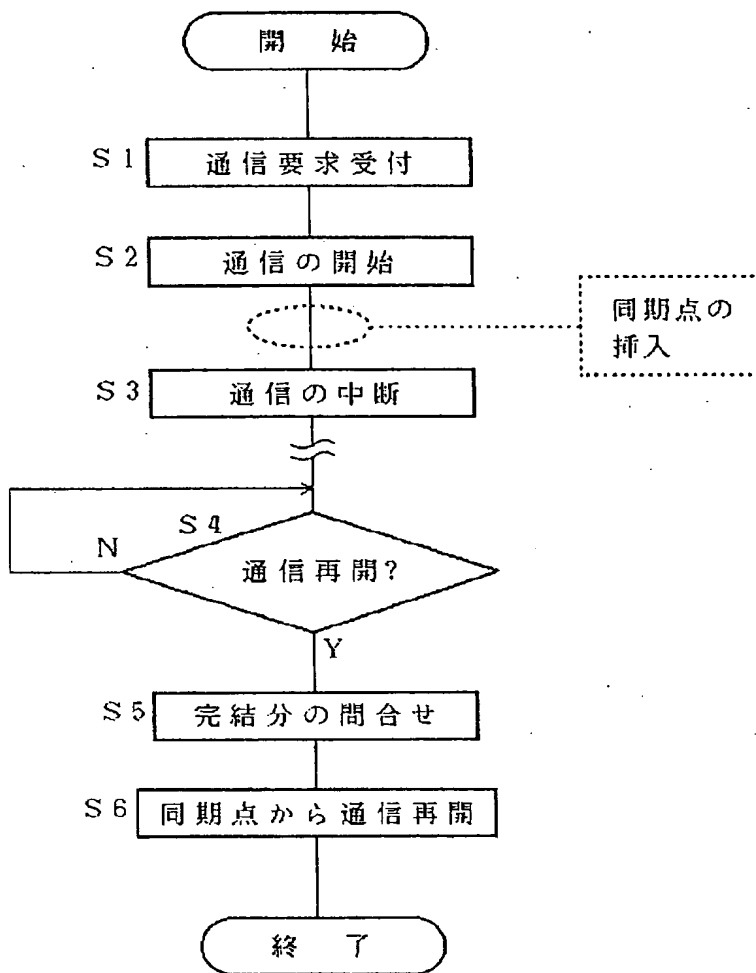 開 始
S1 通信要求受付
S2 通信の開始
同期点の
挿入
S3 通信の中断
S4
N 通信再開?
Y
S5 完結分の問合せ
S6 同期点から通信再開
終 了